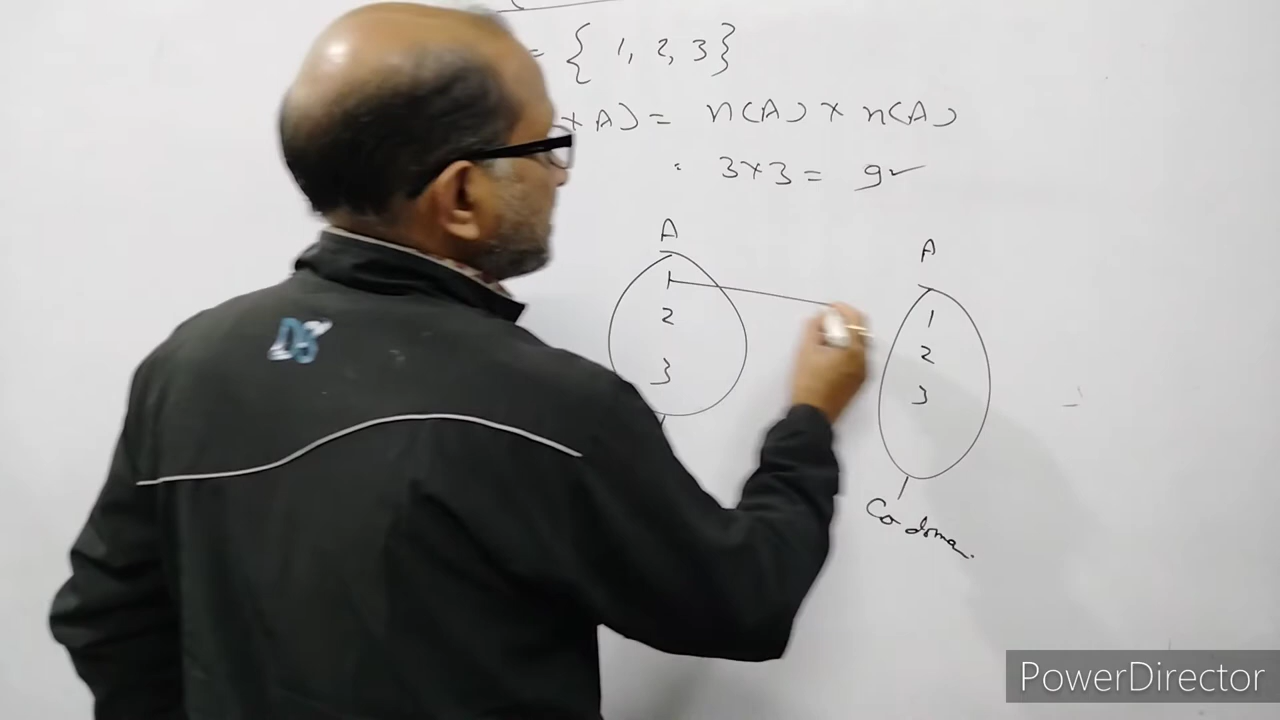 = { 1, 2, 3 }
× A) = n(A) × n(A)
3×3 = 9
A
A
1
2
3
1
2
3
Co doma
PowerDirector